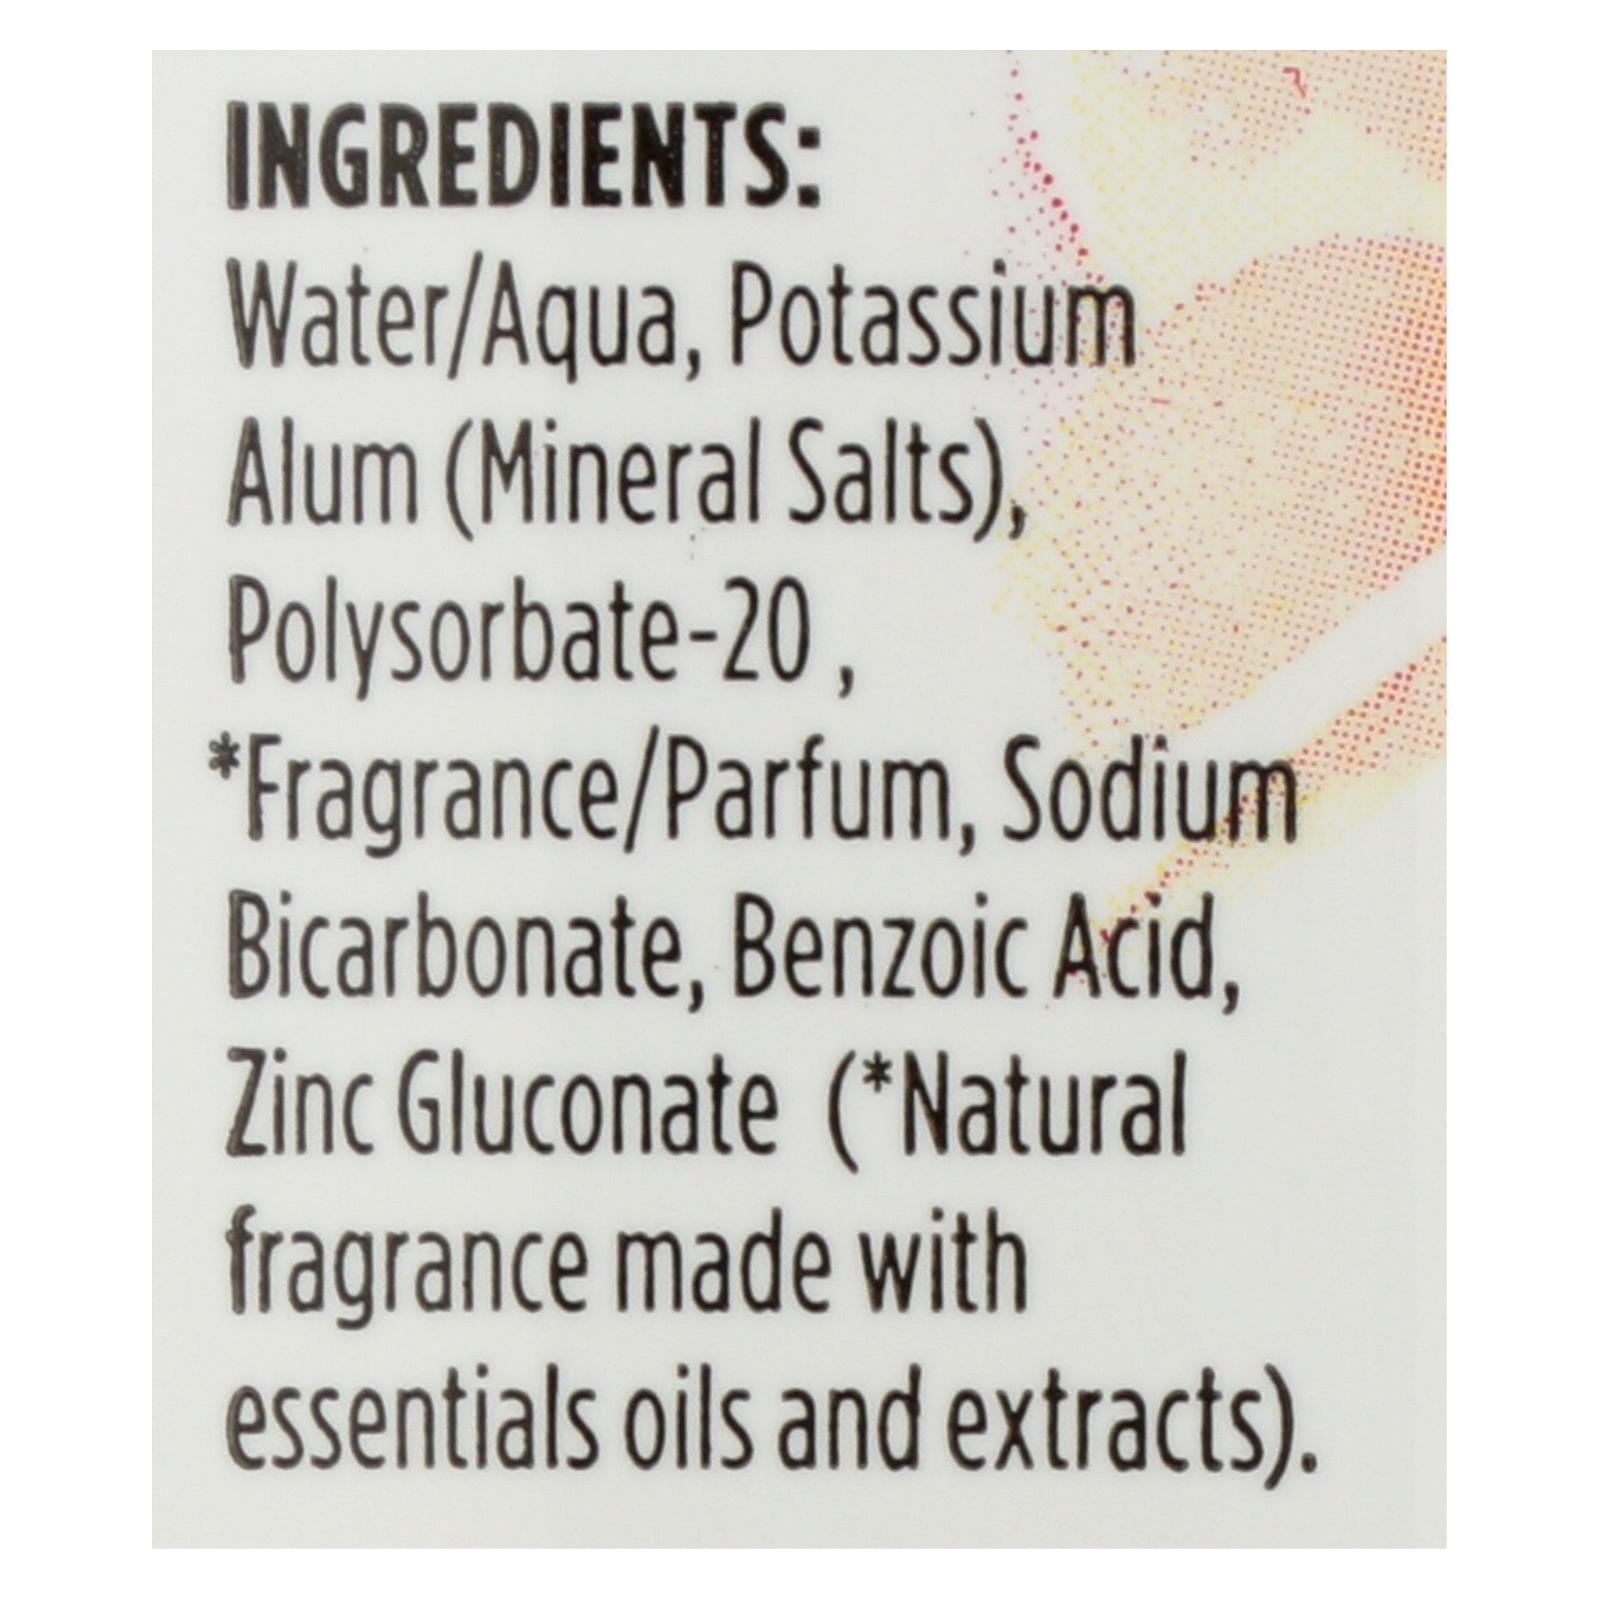 INGREDIENTS:
Water/Aqua, Potassium
Alum (Mineral Salts),
Polysorbate-20 ,
*Fragrance/Parfum, Sodium
Bicarbonate, Benzoic Acid,
Zinc Gluconate (*Natural
fragrance made with
essentials oils and extracts).